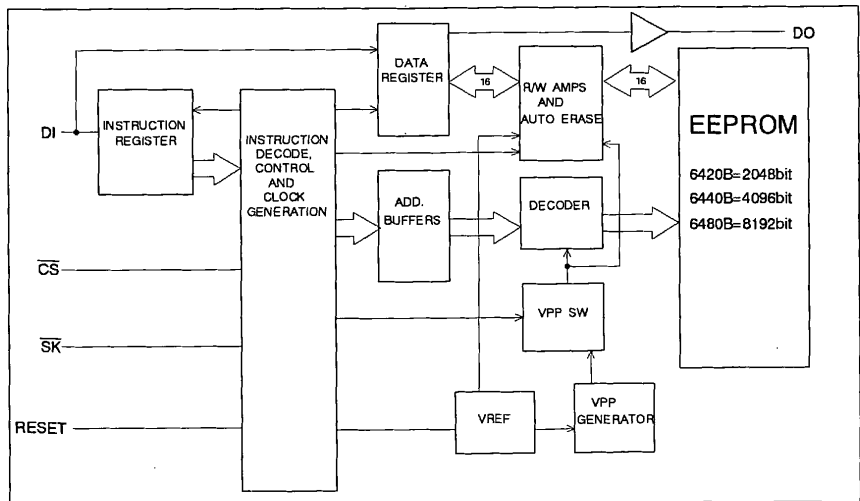 DO
DATA
REGISTER
16
R/W AMPS
AND
AUTO ERASE
16
EEPROM
6420B=2048bit
6440B=4096bit
6480B=8192bit
DI
INSTRUCTION
REGISTER
INSTRUCTION
DECODE,
CONTROL
AND
CLOCK
GENERATION
ADD.
BUFFERS
DECODER
CS
VPP SW
SK
RESET
VREF
VPP
GENERATOR